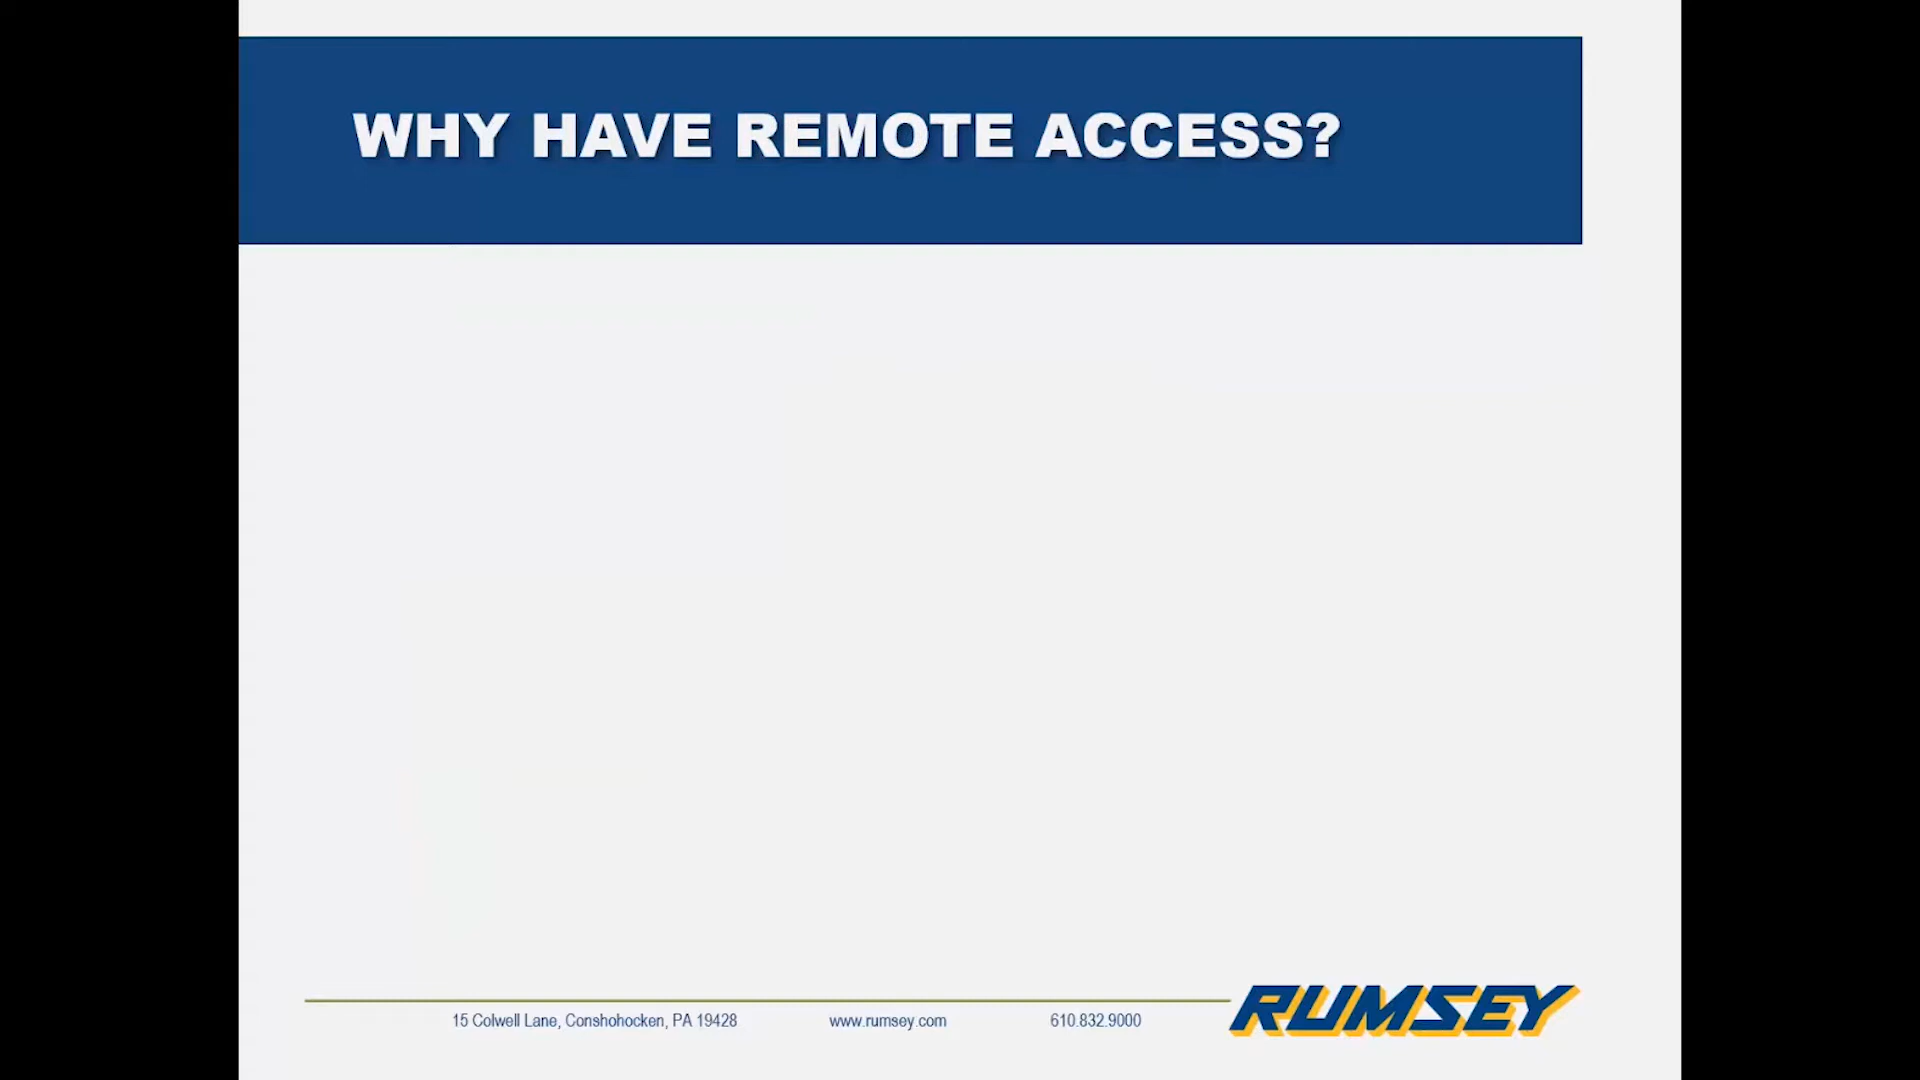 WHY HAVE REMOTE ACCESS?
15 Colwell Lane, Conshohocken, PA 19428 www.rumsey.com 610.832.9000 RUMSEY